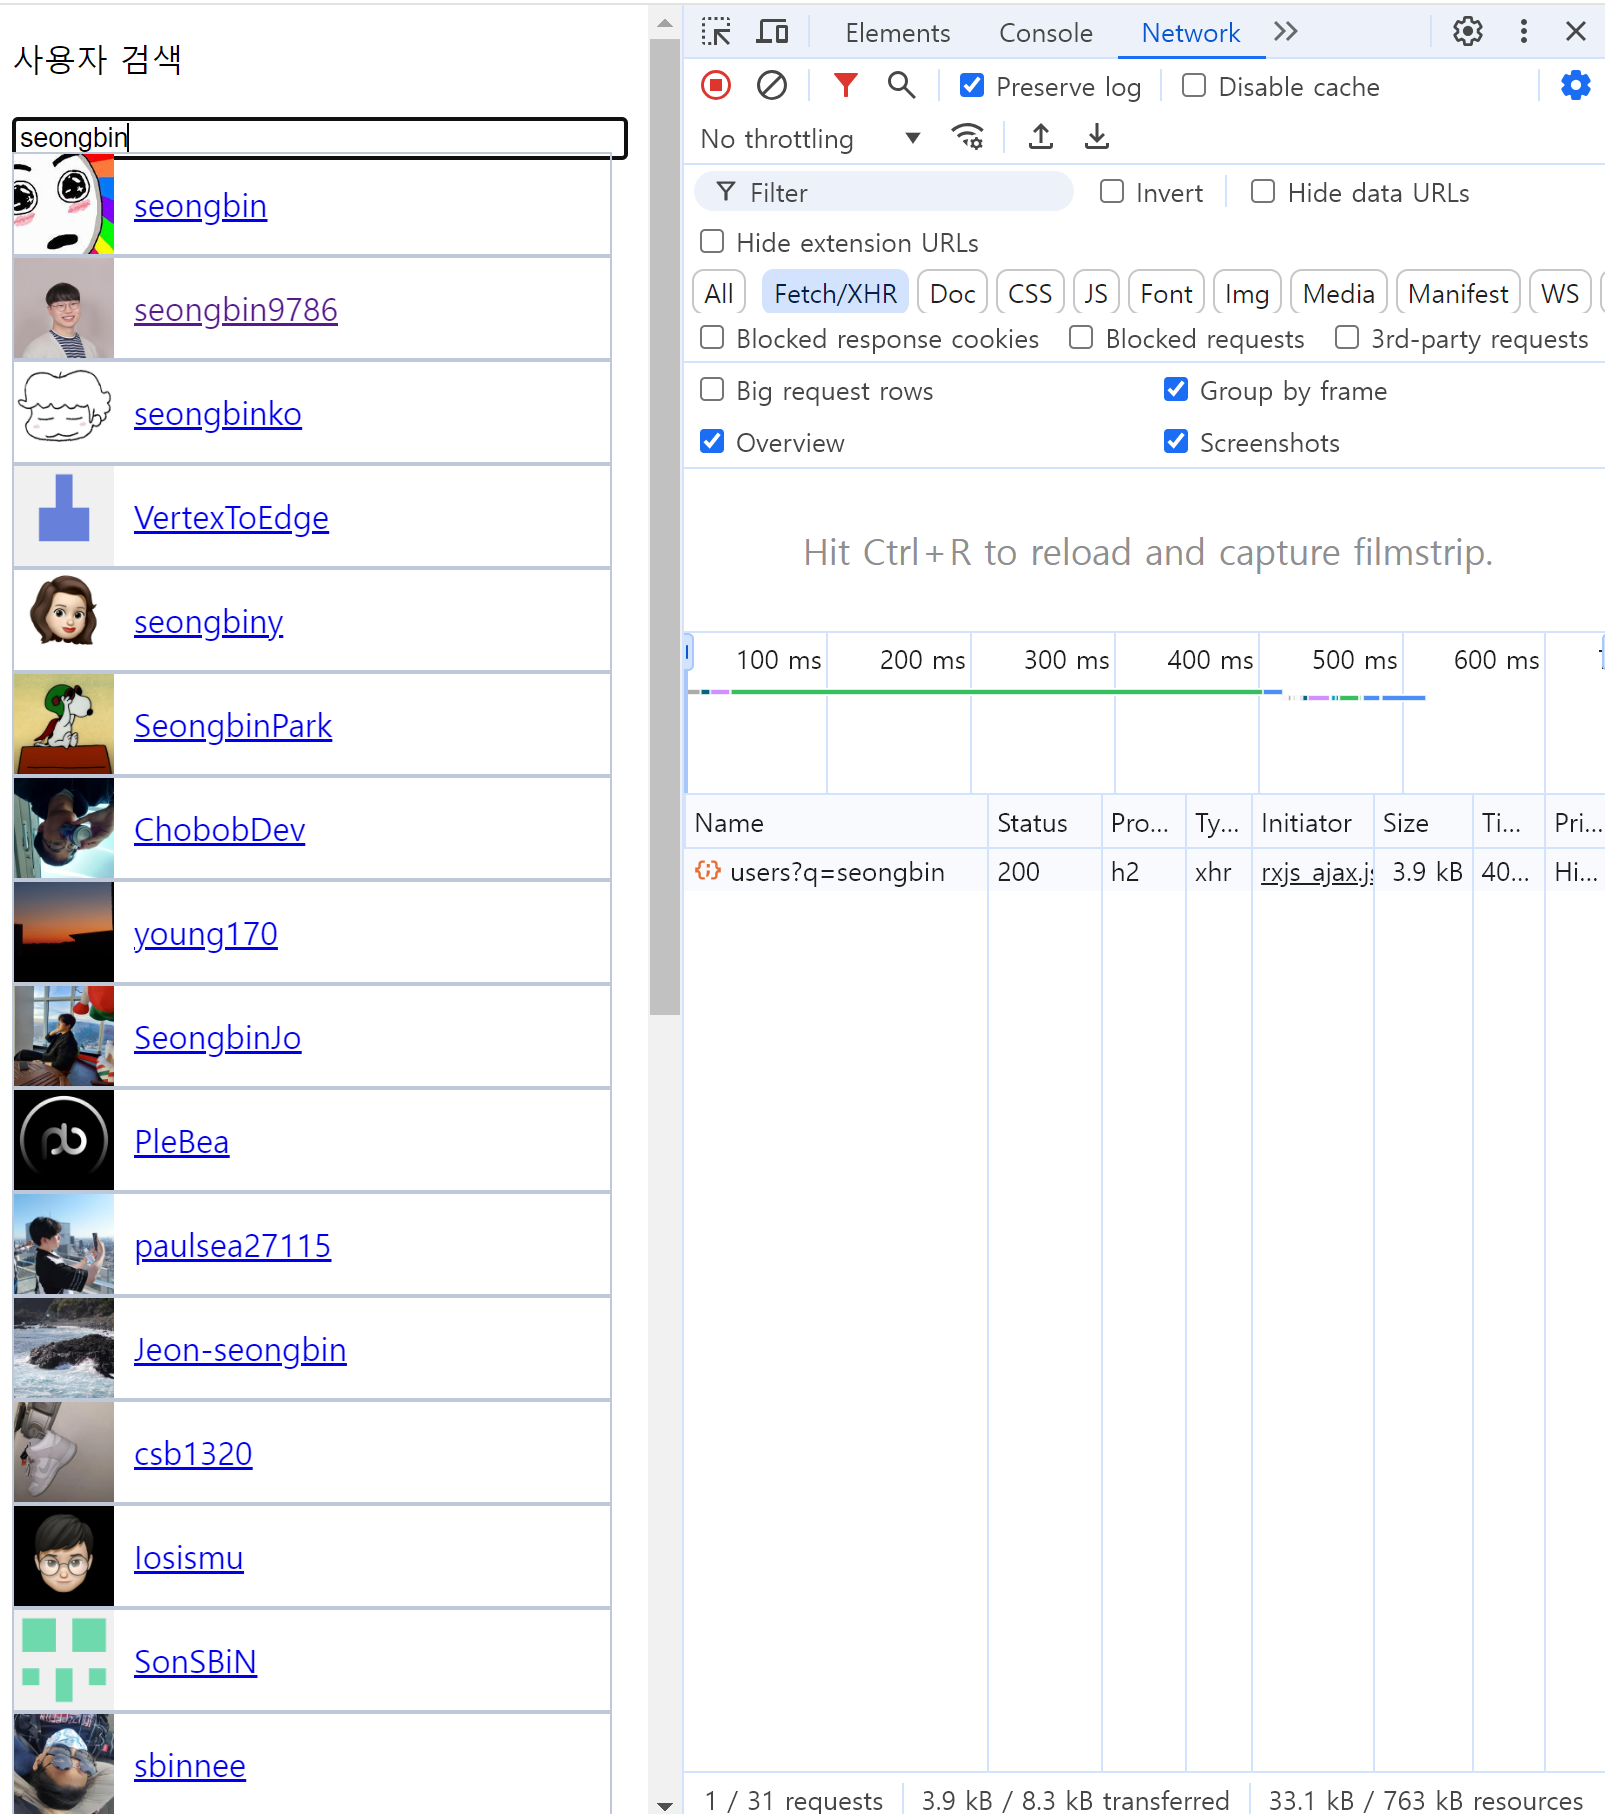 사용자 검색
seongbin
seongbin
seongbin9786
seongbinko
VertexToEdge
seongbiny
SeongbinPark
ChobobDev
young170
SeongbinJo
PleBea
paulsea27115
Jeon-seongbin
csb1320
SonSBiN
sbinnee
Elements Console Network
Preserve log Disable cache
No throttling
Filter Invert Hide data URLs
Hide extension URLs
All Fetch/XHR Doc CSS JS Font Img Media Manifest WS
Blocked response cookies Blocked requests 3rd-party requests
Big request rows Group by frame
Overview Screenshots
Hit Ctrl+R to reload and capture filmstrip.
100 ms 200 ms 300 ms 400 ms 500 ms 600 ms
Name Status Pro... Ty... Initiator Size Ti... Pri...
users?q=seongbin 200 h2 xhr rxjs_ajax.js 3.9 kB 40... Hi...
1 / 31 requests 3.9 kB / 8.3 kB transferred 33.1 kB / 763 kB resources